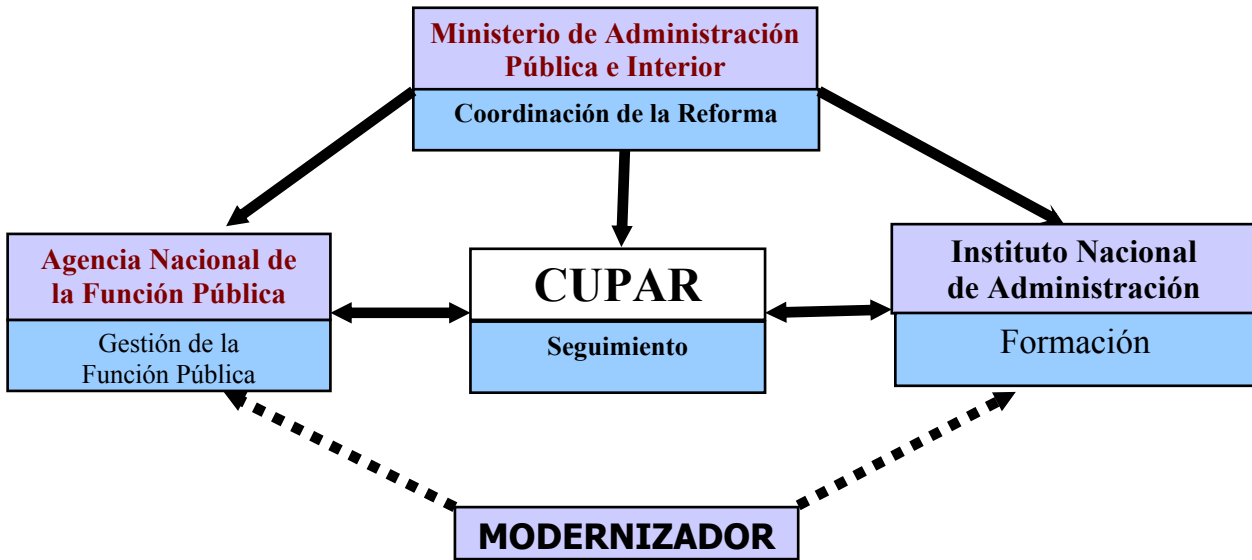 Ministerio de Administración
Pública e Interior
Coordinación de la Reforma
Agencia Nacional de
la Función Pública
Gestión de la
Función Pública
CUPAR
Seguimiento
Instituto Nacional
de Administración
Formación
MODERNIZADOR